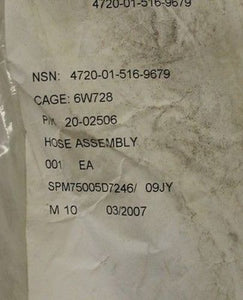 4720-01-516-9679
NSN: 4720-01-516-9679
CAGE: 6W728
P/N 20-02506
HOSE ASSEMBLY
001 EA
SPM75005D7246/ 09JY
M 10 03/2007